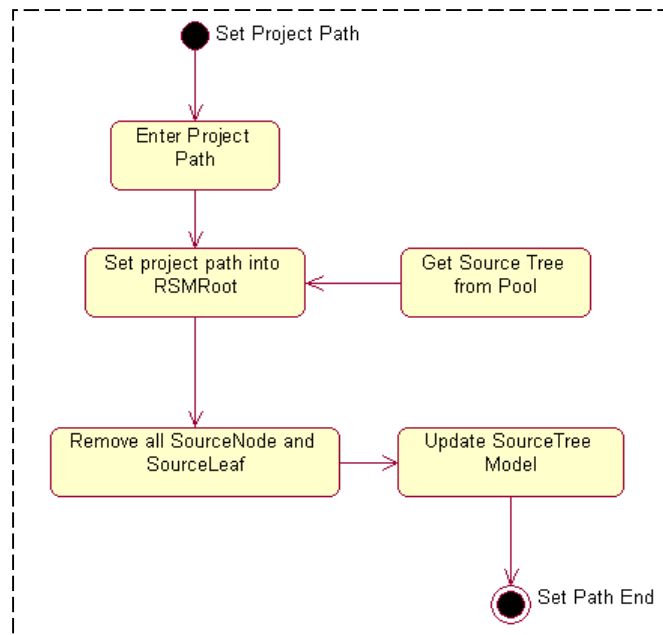 Set Project Path
Enter Project
Path
Set project path into
RSMRoot
Get Source Tree
from Pool
Remove all SourceNode and
SourceLeaf
Update SourceTree
Model
Set Path End